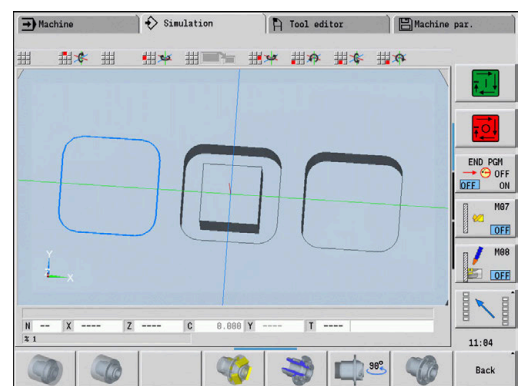 Machine Simulation Tool editor Machine par.
END PGM
OFF
OFF ON
M07
OFF
M08
OFF
Y
Z X
N -- X ---- Z ---- C 0.000 Y ---- T ----
% 1
11:04
90°
Back